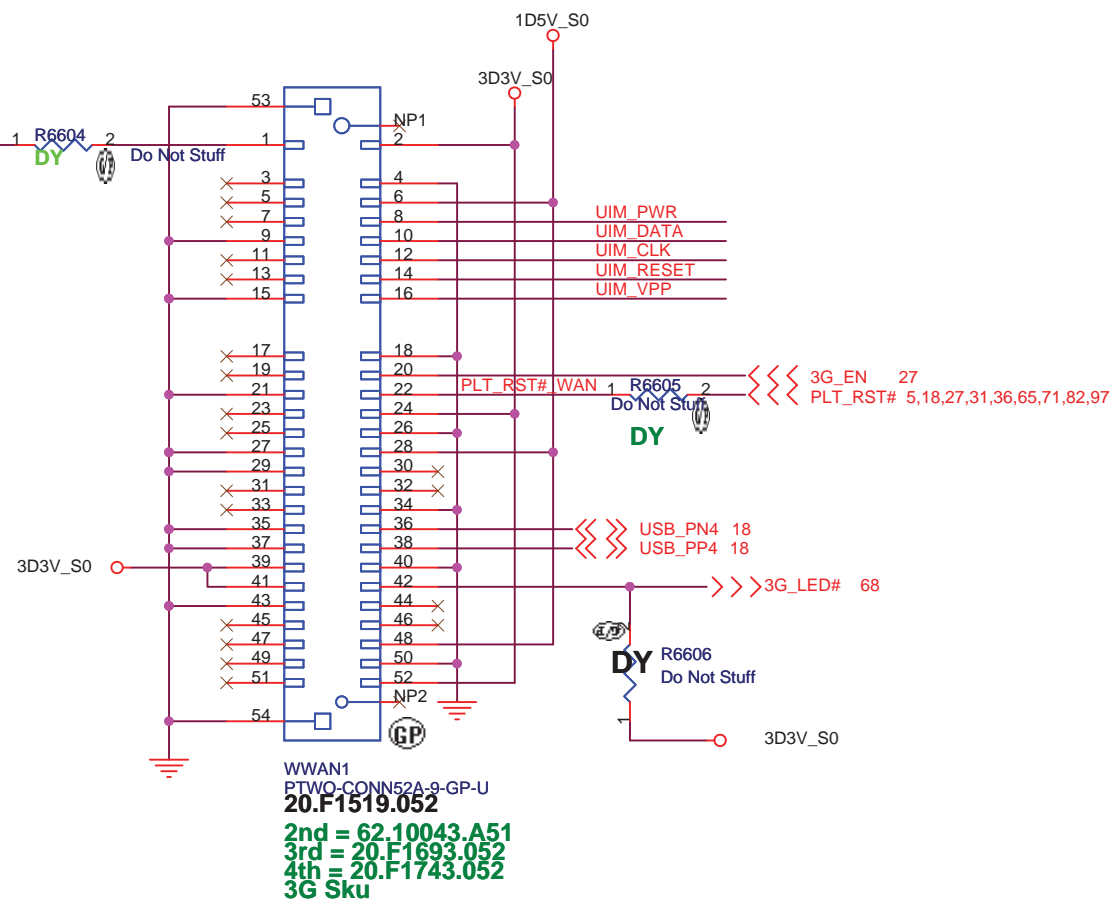 1D5V_S0
3D3V_S0
53
NP1
1 R6604 2
DY
Do Not Stuff
1 2
3 4
5 6
7 8 UIM_PWR
9 10 UIM_DATA
11 12 UIM_CLK
13 14 UIM_RESET
15 16 UIM_VPP
17 18
19 20 3G_EN 27
21 22 PLT_RST#_WAN 1 R6605 2 PLT_RST# 5,18,27,31,36,65,71,82,97
Do Not Stuff
DY
23 24
25 26
27 28
29 30
31 32
33 34
35 36 USB_PN4 18
37 38 USB_PP4 18
3D3V_S0 39 40
41 42 3G_LED# 68
43 44
45 46
47 48
49 50
51 52
2
DY R6606
Do Not Stuff
1
3D3V_S0
NP2
54
GP
WWAN1
PTWO-CONN52A-9-GP-U
20.F1519.052
2nd = 62.10043.A51
3rd = 20.F1693.052
4th = 20.F1743.052
3G Sku